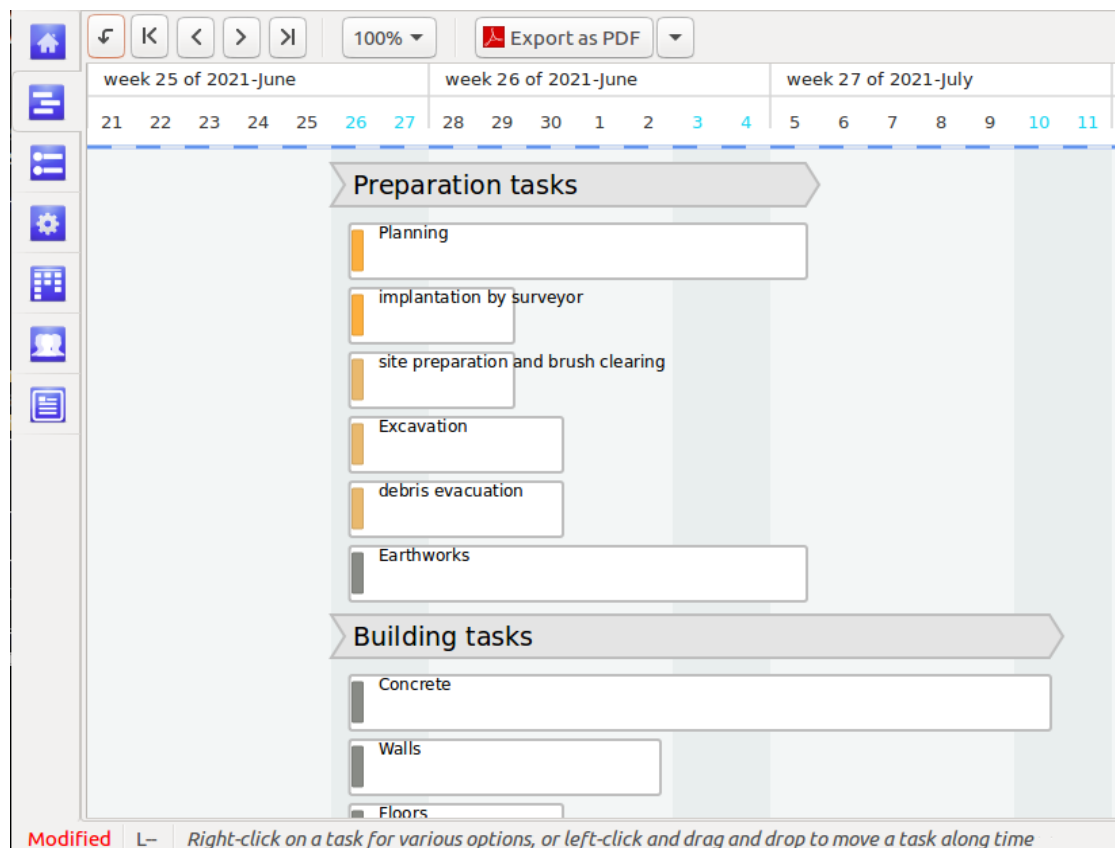 100% Export as PDF
week 25 of 2021-June week 26 of 2021-June week 27 of 2021-July
21 22 23 24 25 26 27 28 29 30 1 2 3 4 5 6 7 8 9 10 11
Preparation tasks
Planning
implantation by surveyor
site preparation and brush clearing
Excavation
debris evacuation
Earthworks
Building tasks
Concrete
Walls
Floors
Modified L-- Right-click on a task for various options, or left-click and drag and drop to move a task along time